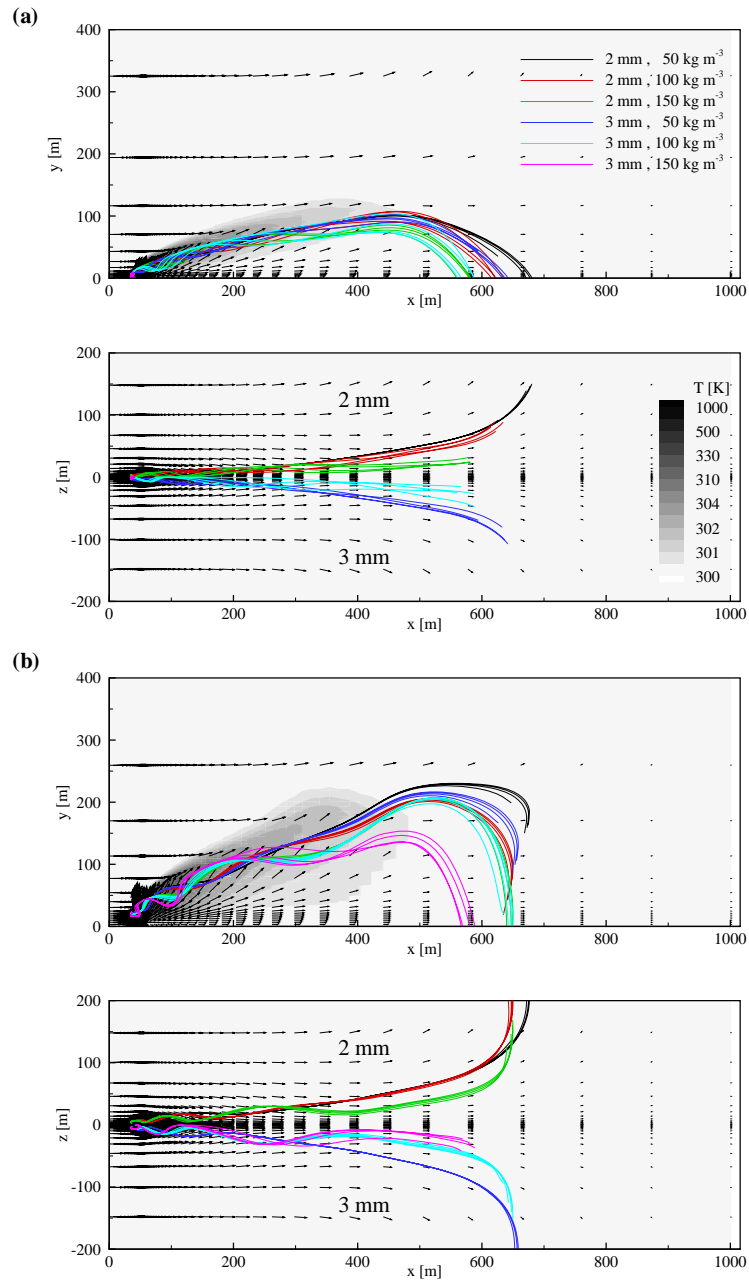 (a)
400
300
200
100
0
y [m]
2 mm , 50 kg m⁻³
2 mm , 100 kg m⁻³
2 mm , 150 kg m⁻³
3 mm , 50 kg m⁻³
3 mm , 100 kg m⁻³
3 mm , 150 kg m⁻³
0 200 400 600 800 1000
x [m]
200
100
0
-100
-200
z [m]
2 mm
3 mm
T [K]
1000
500
330
310
304
302
301
300
0 200 400 600 800 1000
x [m]
(b)
400
300
200
100
0
y [m]
0 200 400 600 800 1000
x [m]
200
100
0
-100
-200
z [m]
2 mm
3 mm
0 200 400 600 800 1000
x [m]